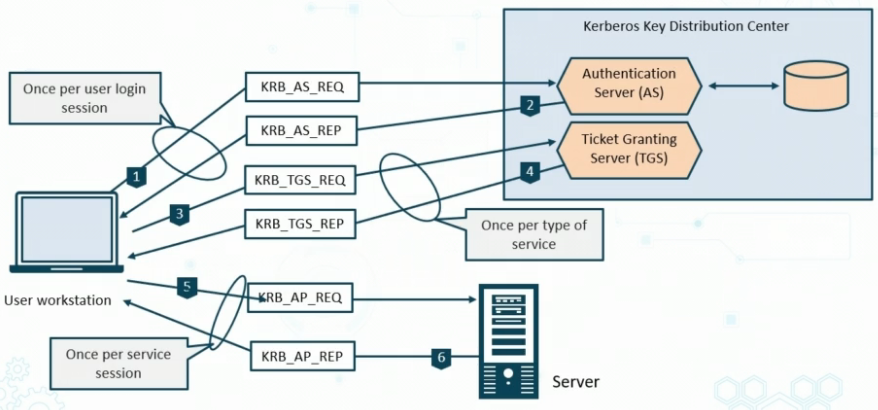 Kerberos Key Distribution Center
Once per user login
session
KRB_AS_REQ
Authentication
Server (AS)
2
KRB_AS_REP
Ticket Granting
Server (TGS)
1
KRB_TGS_REQ
4
3
KRB_TGS_REP
Once per type of
service
5
User workstation
KRB_AP_REQ
Once per service
session
KRB_AP_REP
6
Server